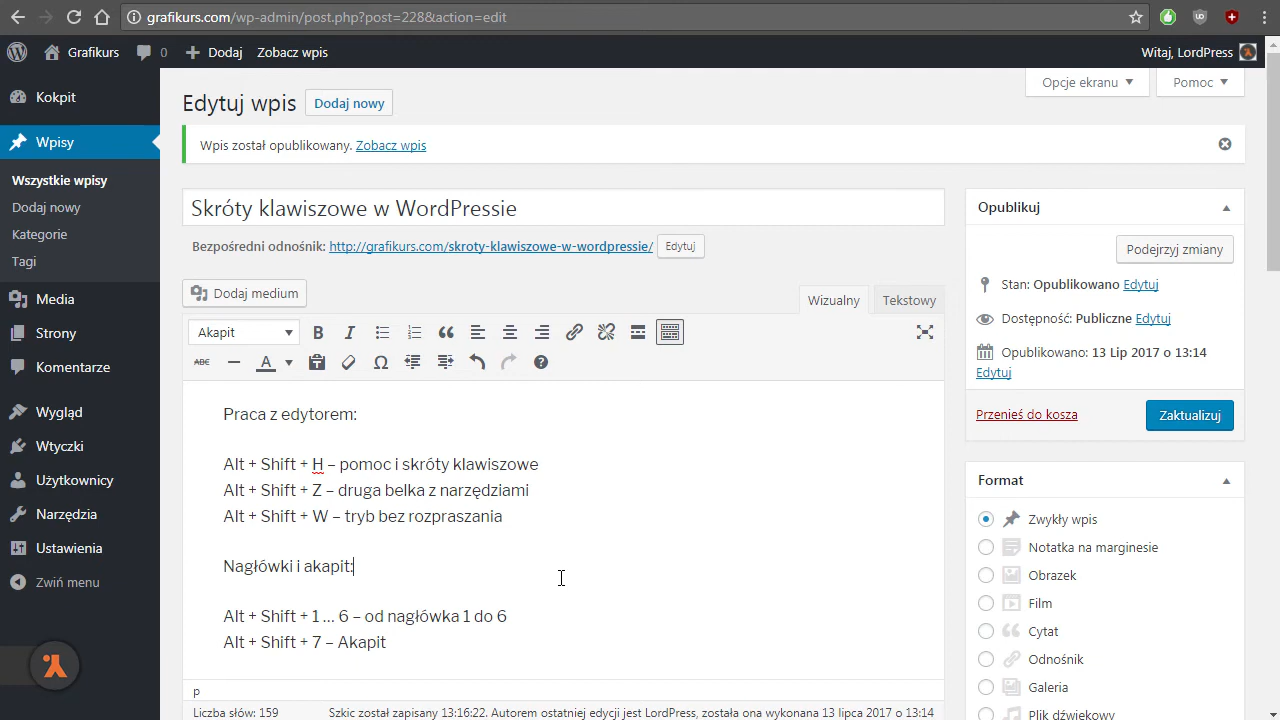 grafikurs.com/wp-admin/post.php?post=228&action=edit
Grafikurs 0 Dodaj Zobacz wpis Witaj, LordPress
Opcje ekranu Pomoc
Kokpit
Wpisy
Wszystkie wpisy
Dodaj nowy
Kategorie
Tagi
Media
Strony
Komentarze
Wygląd
Wtyczki
Użytkownicy
Narzędzia
Ustawienia
Zwiń menu
Edytuj wpis Dodaj nowy
Wpis został opublikowany. Zobacz wpis
Skróty klawiszowe w WordPressie
Bezpośredni odnośnik: http://grafikurs.com/skroty-klawiszowe-w-wordpressie/ Edytuj
Dodaj medium
Wizualny Tekstowy
Akapit B I
ABC A Ω
Praca z edytorem:
Alt + Shift + H – pomoc i skróty klawiszowe
Alt + Shift + Z – druga belka z narzędziami
Alt + Shift + W – tryb bez rozpraszania
Nagłówki i akapit:
Alt + Shift + 1 … 6 – od nagłówka 1 do 6
Alt + Shift + 7 – Akapit
p
Liczba słów: 159 Szkic został zapisany 13:16:22. Autorem ostatniej edycji jest LordPress, została ona wykonana 13 lipca 2017 o 13:14
Opublikuj
Podejrzyj zmiany
Stan: Opublikowano Edytuj
Dostępność: Publiczne Edytuj
Opublikowano: 13 Lip 2017 o 13:14
Edytuj
Przenieś do kosza Zaktualizuj
Format
Zwykły wpis
Notatka na marginesie
Obrazek
Film
Cytat
Odnośnik
Galeria
Plik dźwiękowy